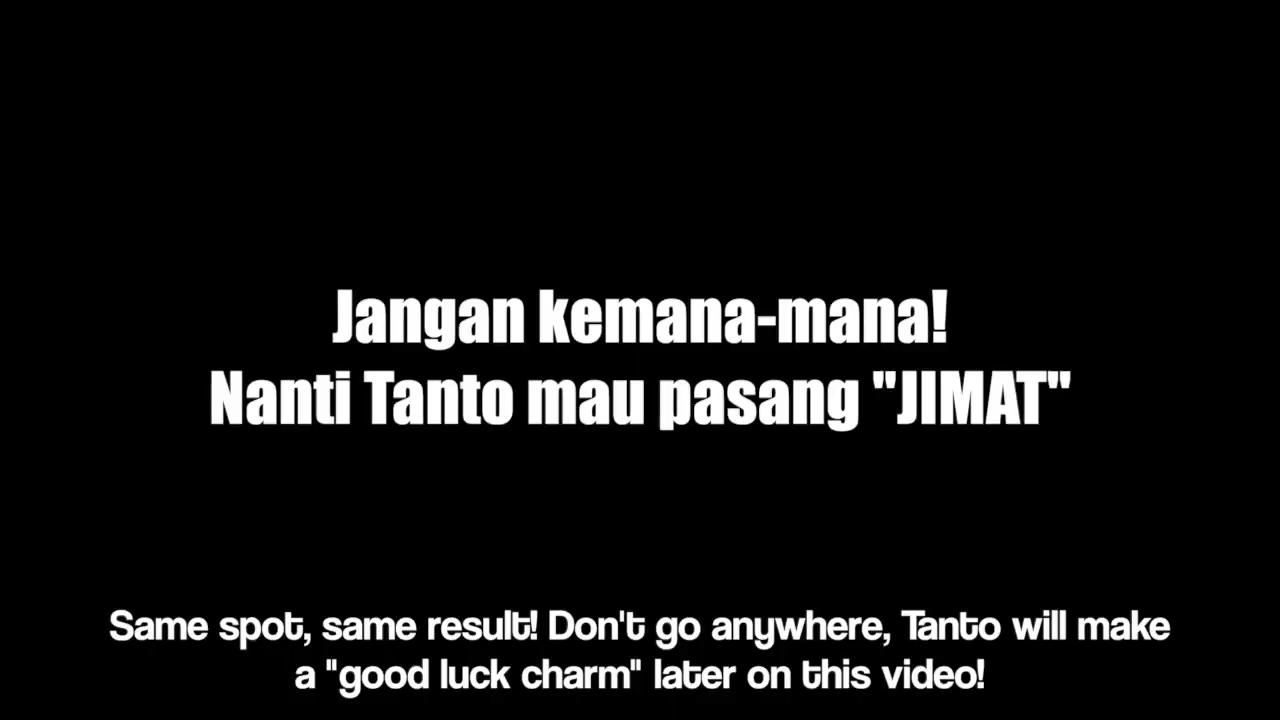 Jangan kemana-mana!
Nanti Tanto mau pasang "JIMAT"
Same spot, same result! Don't go anywhere, Tanto will make
a "good luck charm" later on this video!